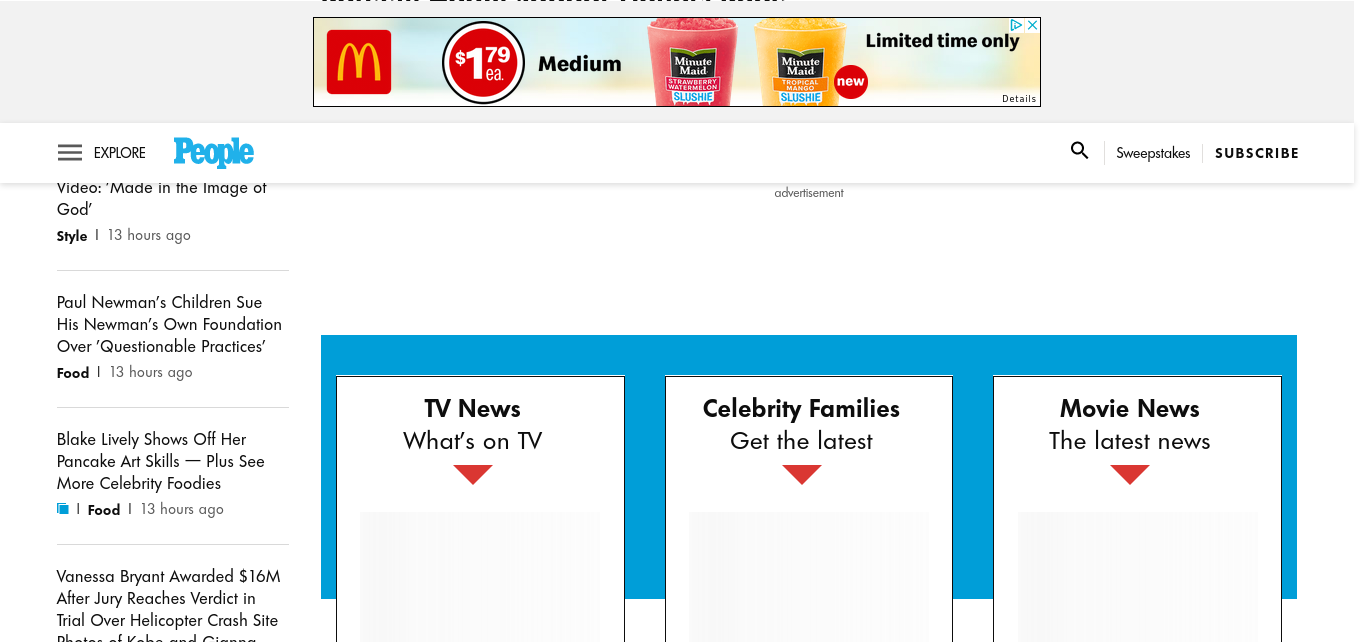 $1.79 ea.
Medium
Minute Maid
STRAWBERRY WATERMELON
SLUSHIE
Minute Maid
TROPICAL MANGO
SLUSHIE
new
Limited time only
Details
EXPLORE
People
Sweepstakes
SUBSCRIBE
Video: 'Made in the Image of
God'
Style | 13 hours ago
Paul Newman's Children Sue
His Newman's Own Foundation
Over 'Questionable Practices'
Food | 13 hours ago
Blake Lively Shows Off Her
Pancake Art Skills — Plus See
More Celebrity Foodies
| Food | 13 hours ago
Vanessa Bryant Awarded $16M
After Jury Reaches Verdict in
Trial Over Helicopter Crash Site
Photos of Kobe and Gianna
advertisement
TV News
What's on TV
Celebrity Families
Get the latest
Movie News
The latest news